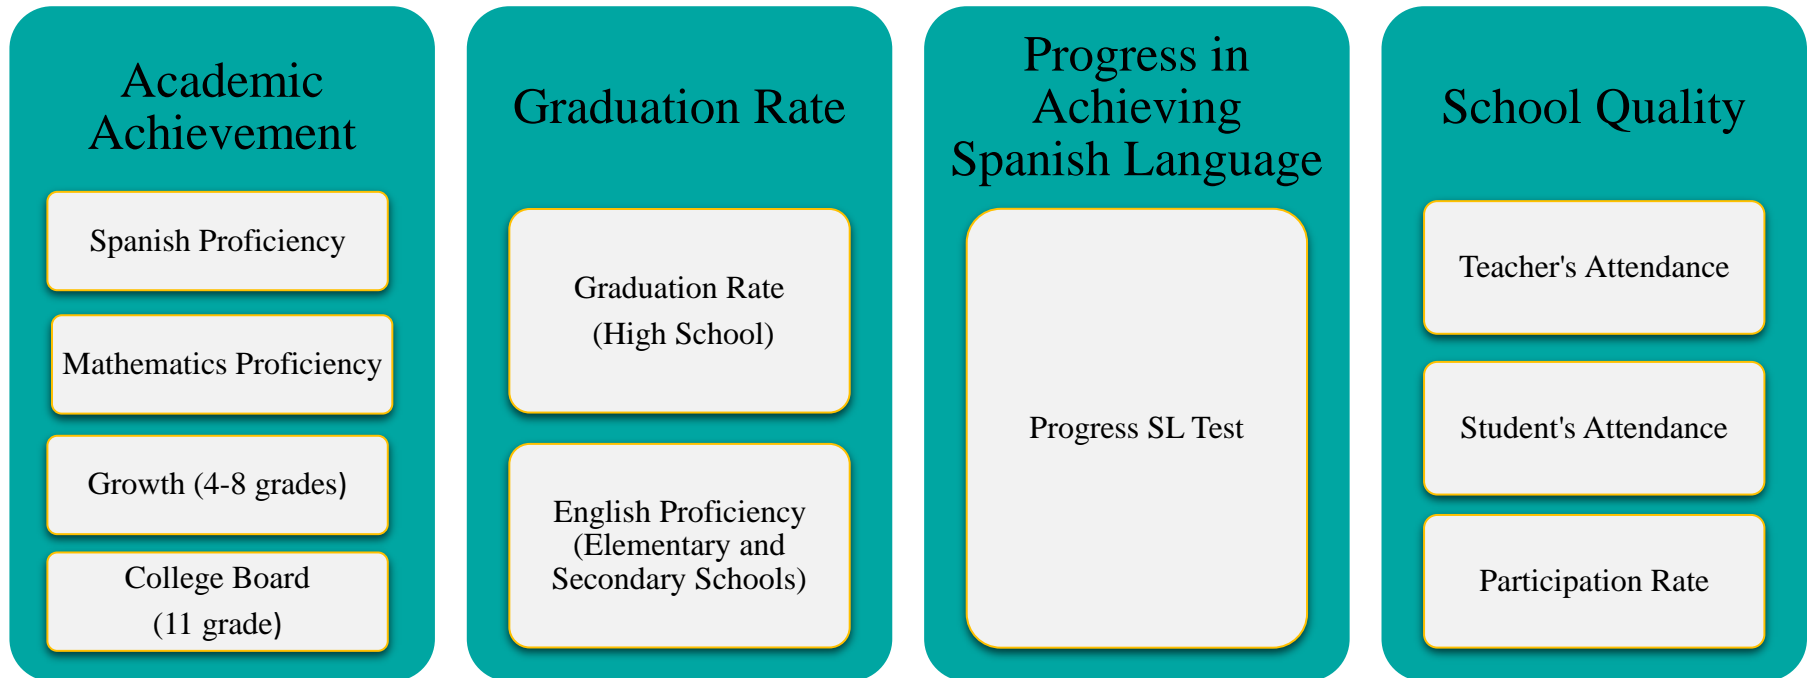 Academic
Achievement
Spanish Proficiency
Mathematics Proficiency
Growth (4-8 grades)
College Board
(11 grade)
Graduation Rate
Graduation Rate
(High School)
English Proficiency
(Elementary and
Secondary Schools)
Progress in
Achieving
Spanish Language
Progress SL Test
School Quality
Teacher's Attendance
Student's Attendance
Participation Rate